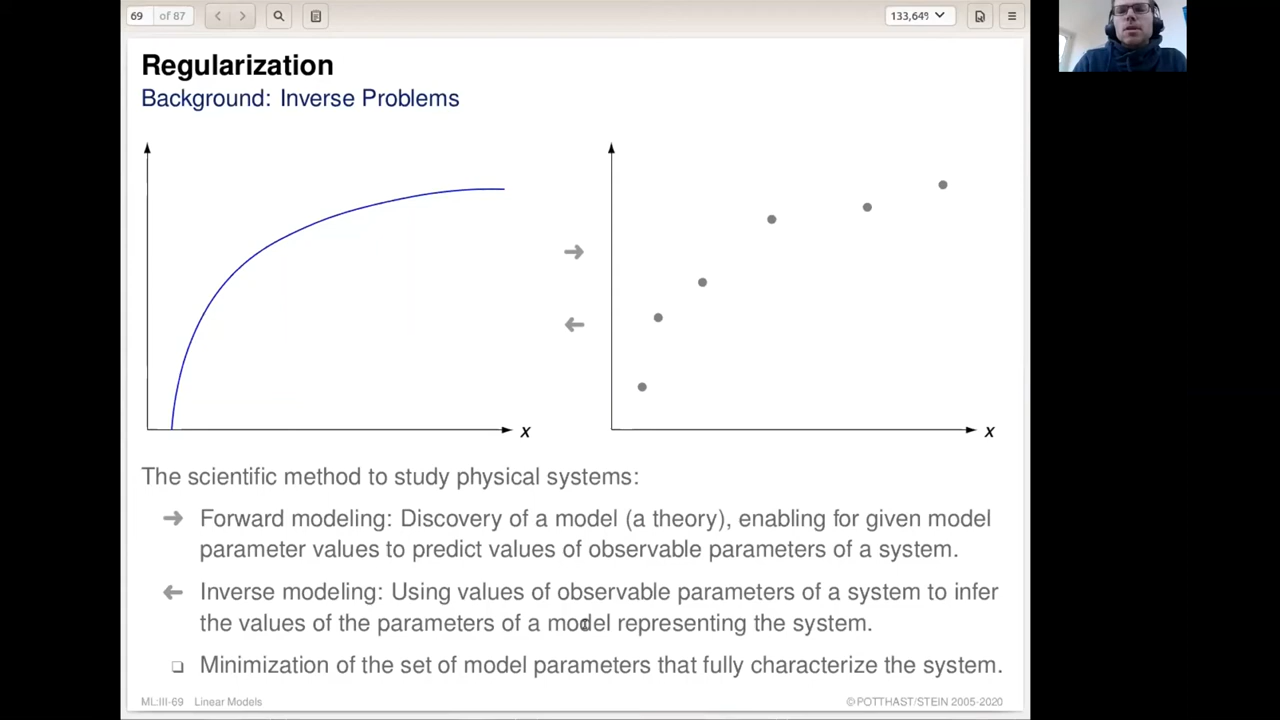 69 of 87
133,64%
Regularization
Background: Inverse Problems
x
x
The scientific method to study physical systems:
→ Forward modeling: Discovery of a model (a theory), enabling for given model
parameter values to predict values of observable parameters of a system.
← Inverse modeling: Using values of observable parameters of a system to infer
the values of the parameters of a model representing the system.
❑ Minimization of the set of model parameters that fully characterize the system.
ML:III-69 Linear Models
© POTTHAST/STEIN 2005-2020